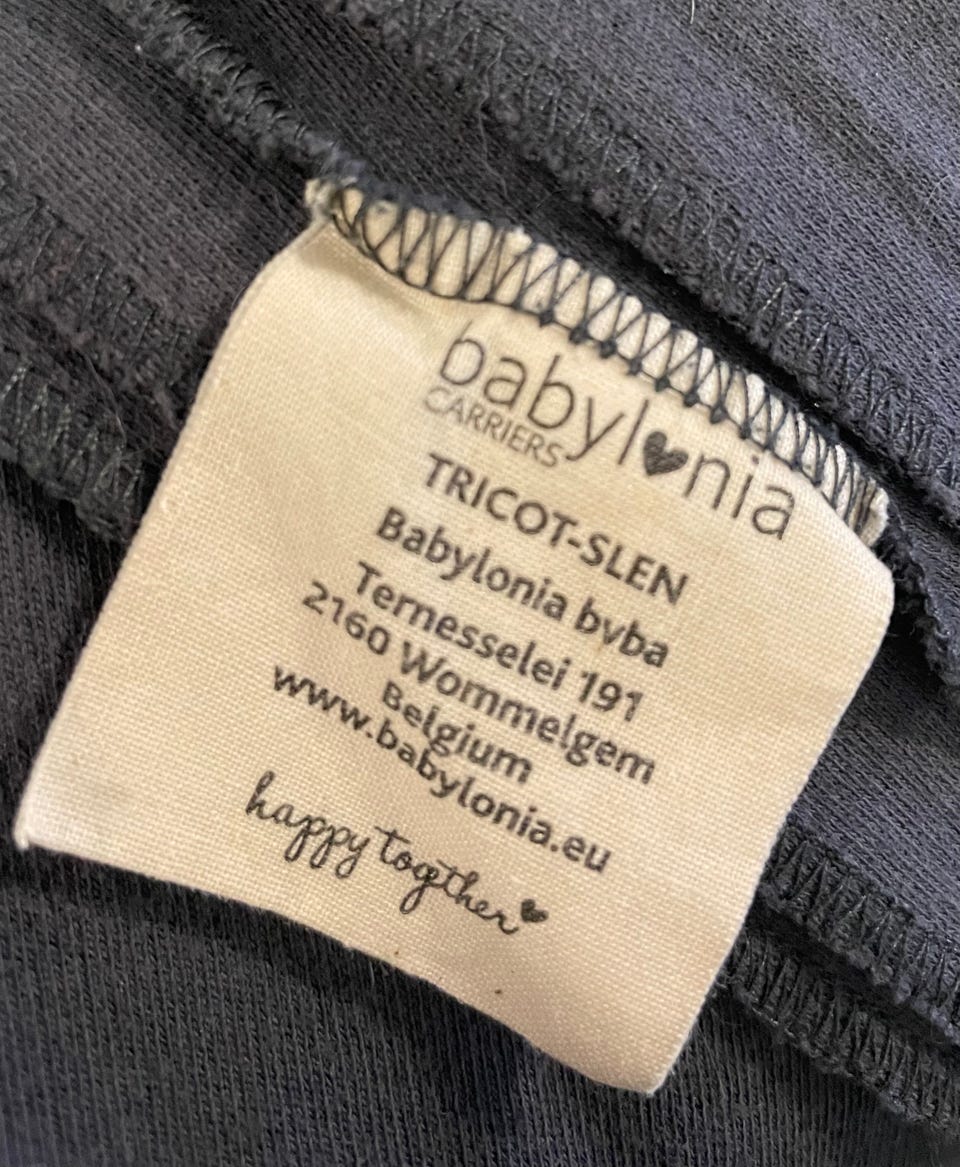 babylonia
CARRIERS
TRICOT-SLEN
Babylonia bvba
Ternesselei 191
2160 Wommelgem
Belgium
www.babylonia.eu
happy together